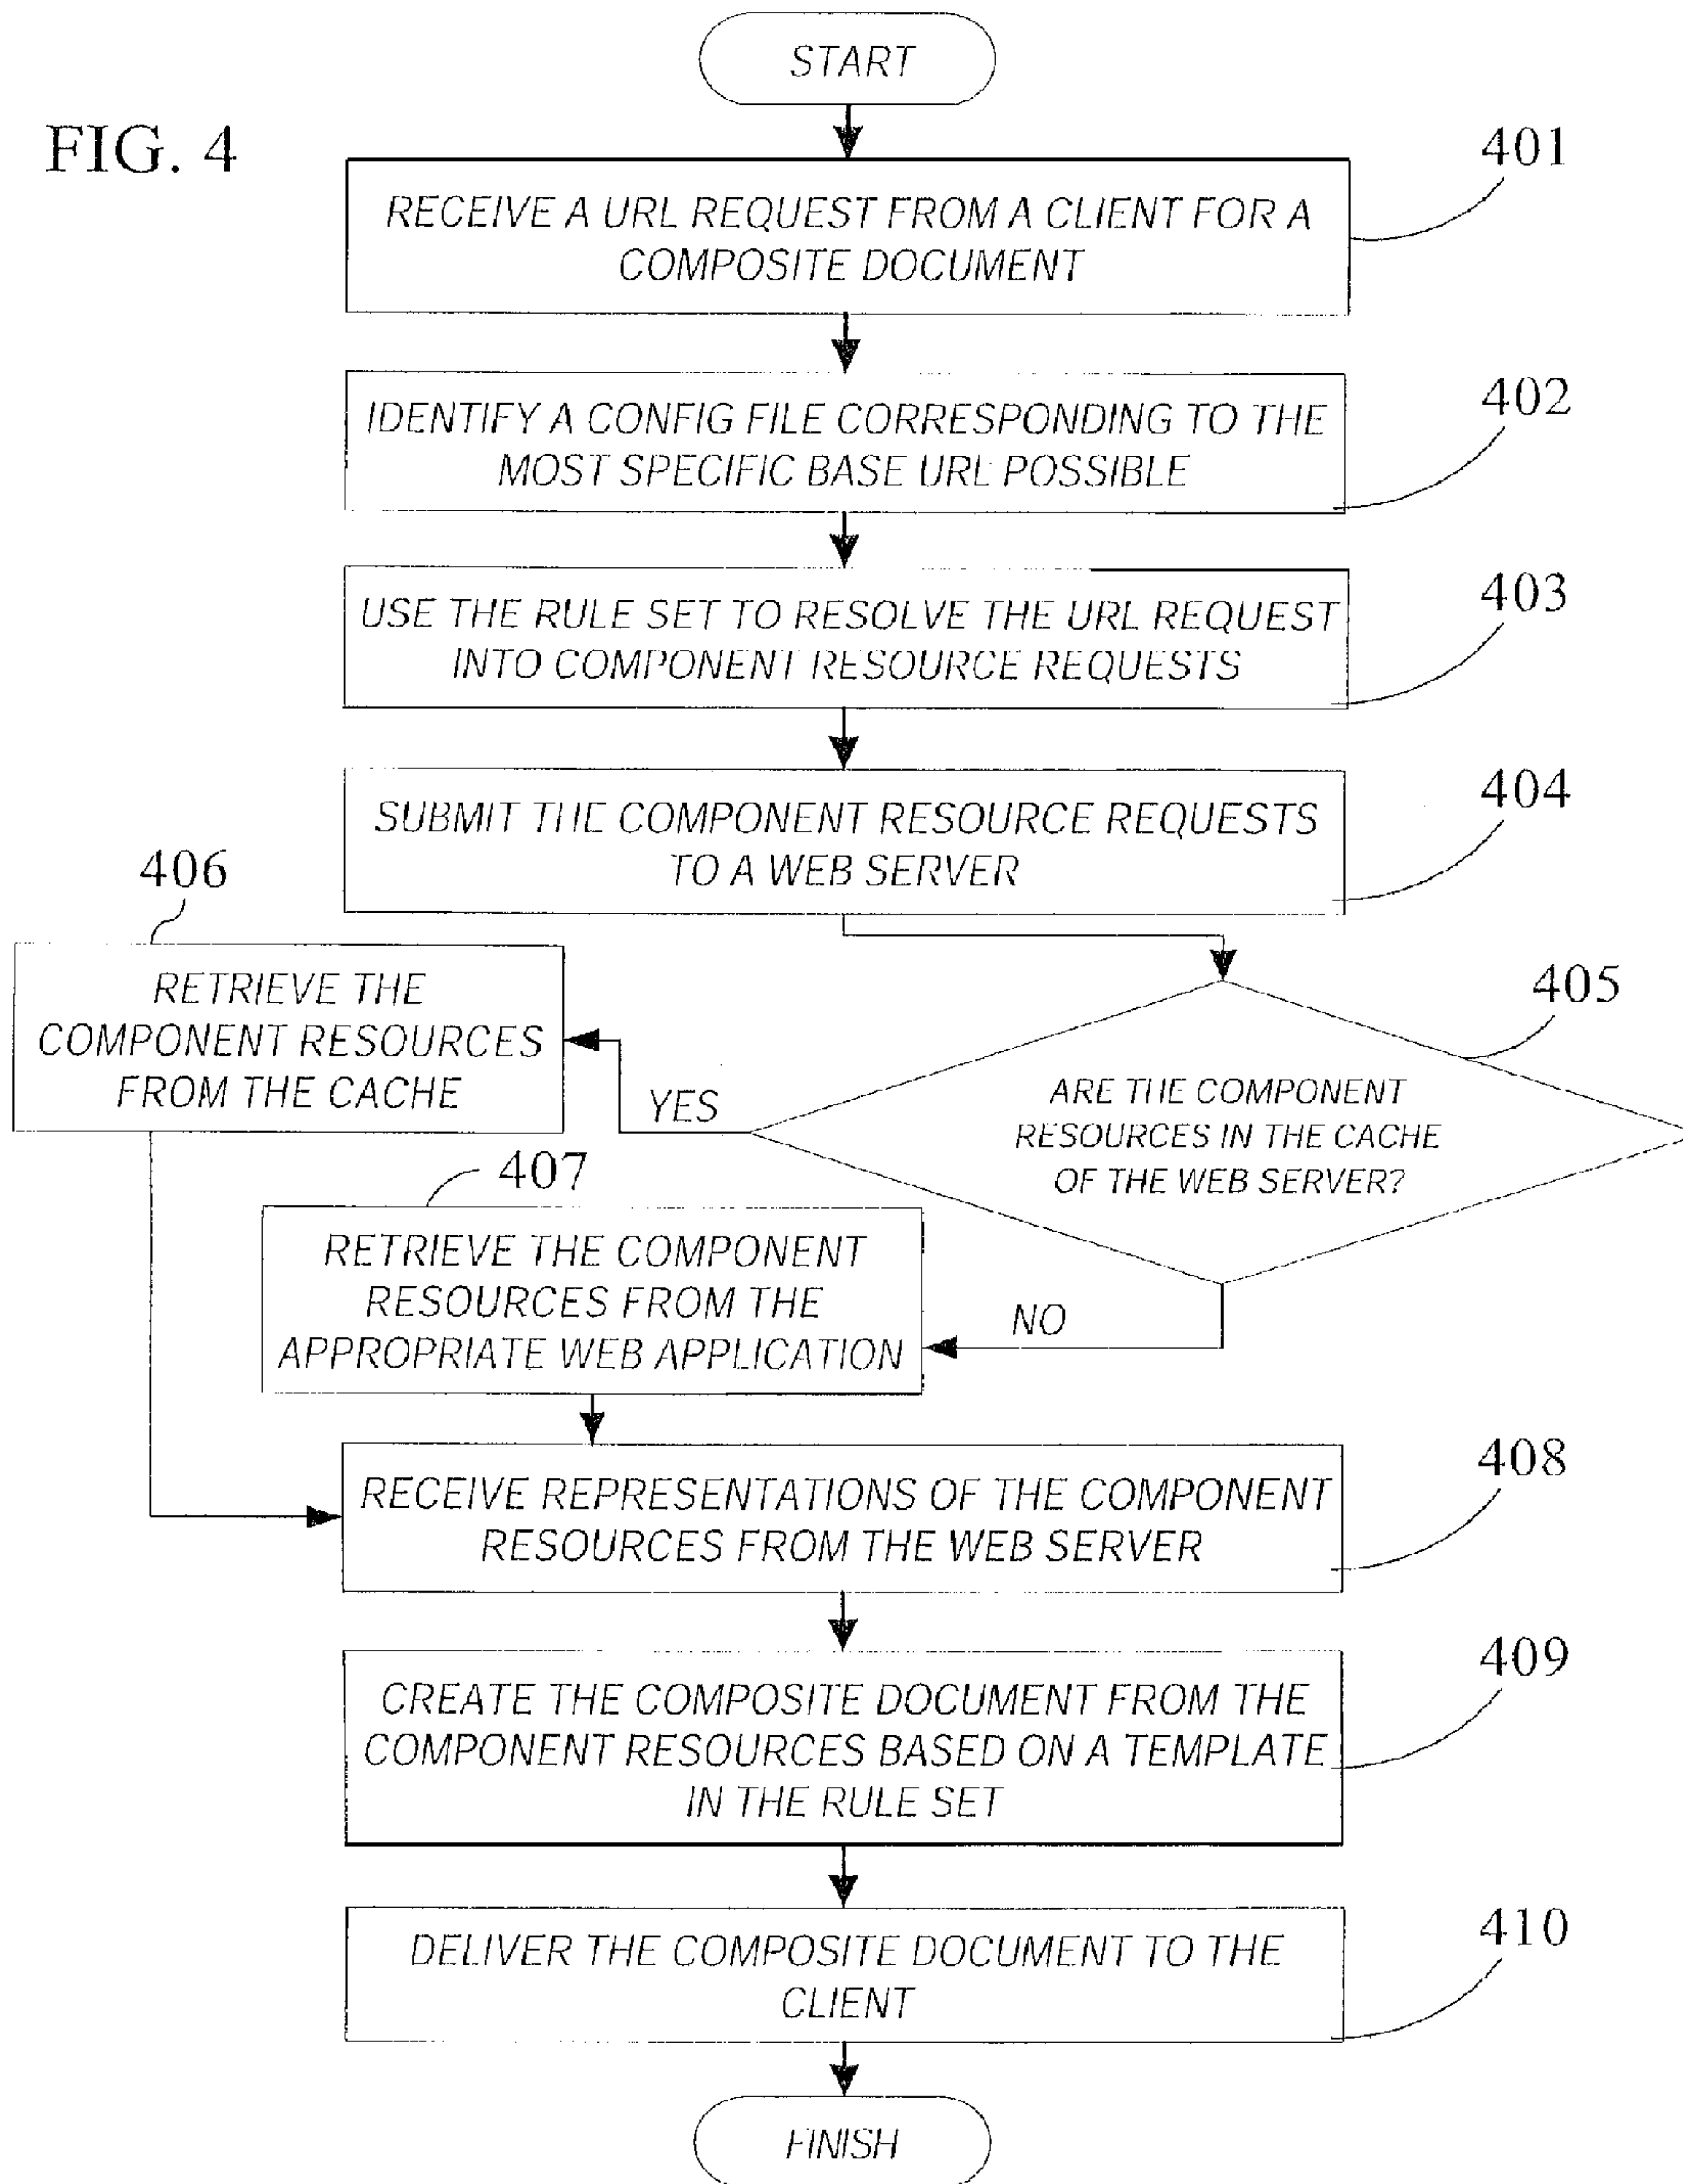 START
FIG. 4
401
RECEIVE A URL REQUEST FROM A CLIENT FOR A
COMPOSITE DOCUMENT
402
IDENTIFY A CONFIG FILE CORRESPONDING TO THE
MOST SPECIFIC BASE URL POSSIBLE
403
USE THE RULE SET TO RESOLVE THE URL REQUEST
INTO COMPONENT RESOURCE REQUESTS
404
SUBMIT THE COMPONENT RESOURCE REQUESTS
TO A WEB SERVER
406
RETRIEVE THE
COMPONENT RESOURCES
FROM THE CACHE
405
ARE THE COMPONENT
RESOURCES IN THE CACHE
OF THE WEB SERVER?
YES
407
RETRIEVE THE COMPONENT
RESOURCES FROM THE
APPROPRIATE WEB APPLICATION
NO
408
RECEIVE REPRESENTATIONS OF THE COMPONENT
RESOURCES FROM THE WEB SERVER
409
CREATE THE COMPOSITE DOCUMENT FROM THE
COMPONENT RESOURCES BASED ON A TEMPLATE
IN THE RULE SET
410
DELIVER THE COMPOSITE DOCUMENT TO THE
CLIENT
FINISH